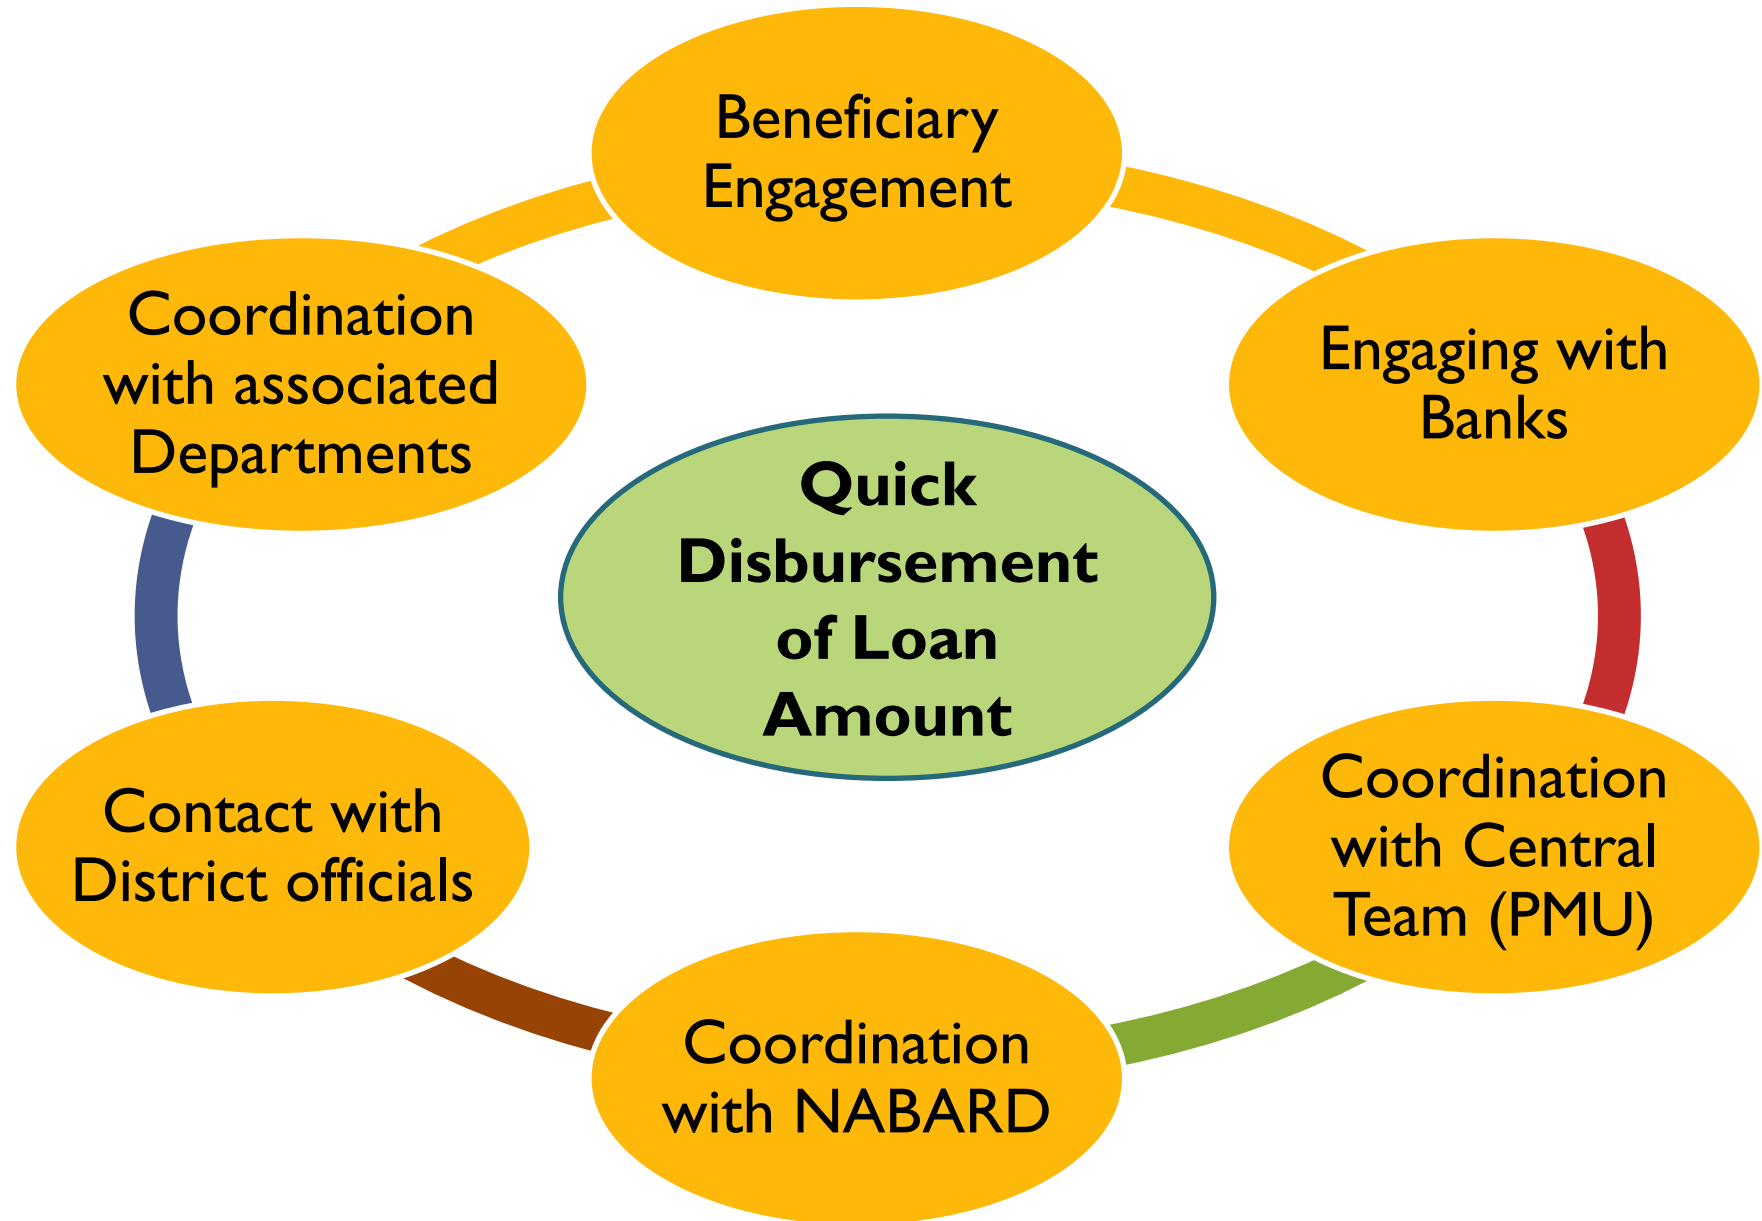 Beneficiary
Engagement
Engaging with
Banks
Coordination
with Central
Team (PMU)
Coordination
with NABARD
Contact with
District officials
Coordination
with associated
Departments
Quick
Disbursement
of Loan
Amount